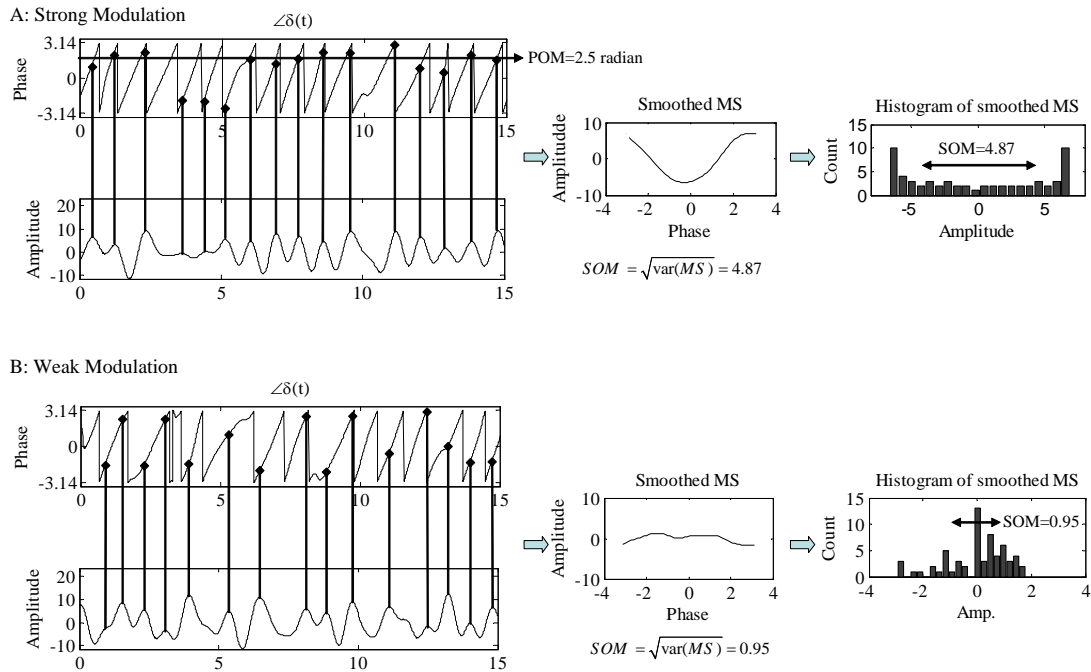 A: Strong Modulation
∠δ(t)
Phase
3.14
0
-3.14
0 5 10 15
POM=2.5 radian
Amplitude
20
10
0
-10
0 5 10 15
Smoothed MS
Amplitudde
10
0
-10
-4 -2 0 2 4
Phase
SOM = √var(MS) = 4.87
Histogram of smoothed MS
Count
15
10
5
0
SOM=4.87
-5 0 5
Amplitude
B: Weak Modulation
∠δ(t)
Phase
3.14
0
-3.14
0 5 10 15
Amplitude
20
10
0
-10
0 5 10 15
Smoothed MS
Amplitude
10
0
-10
-4 -2 0 2 4
Phase
SOM = √var(MS) = 0.95
Histogram of smoothed MS
Count
15
10
5
0
SOM=0.95
-4 -2 0 2 4
Amp.